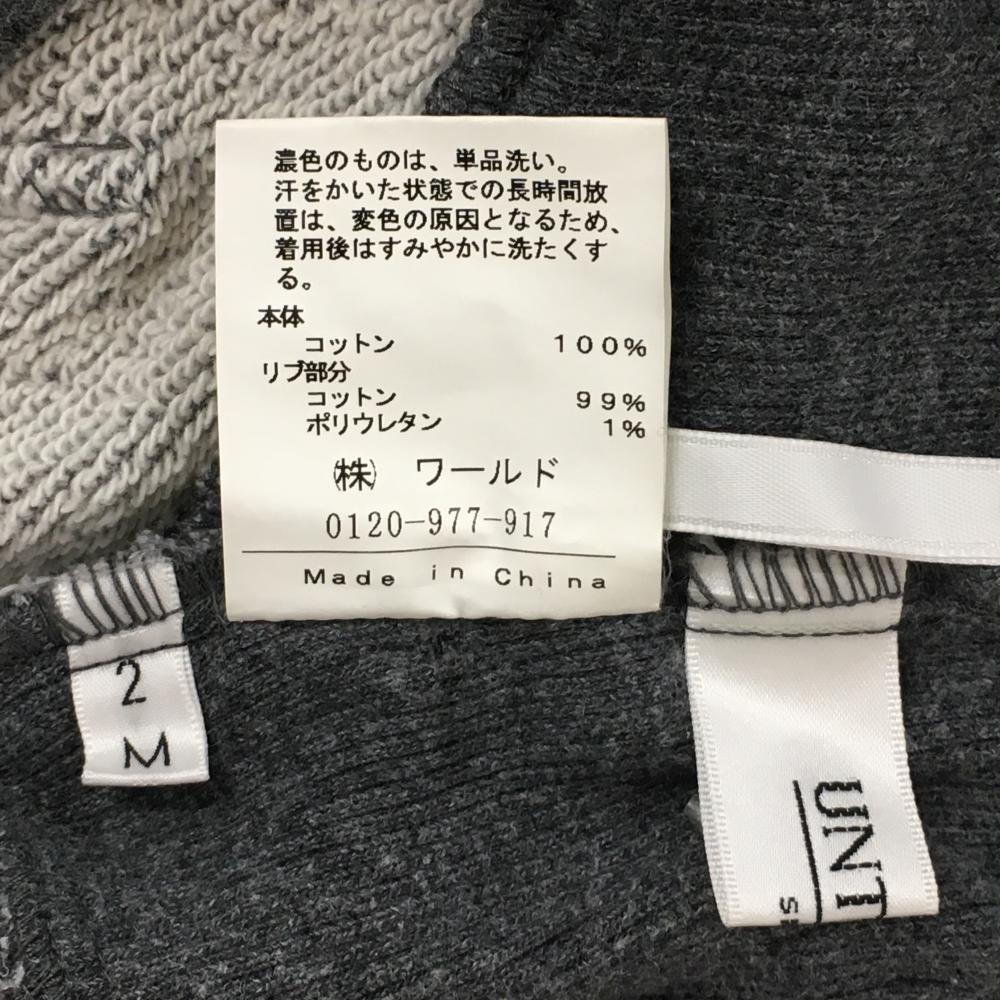 濃色のものは、単品洗い。
汗をかいた状態での長時間放
置は、変色の原因となるため、
着用後はすみやかに洗たくす
る。
本体
コットン 100%
リブ部分
コットン 99%
ポリウレタン 1%
㈱ ワールド
0120-977-917
Made in China
2
M
UNT